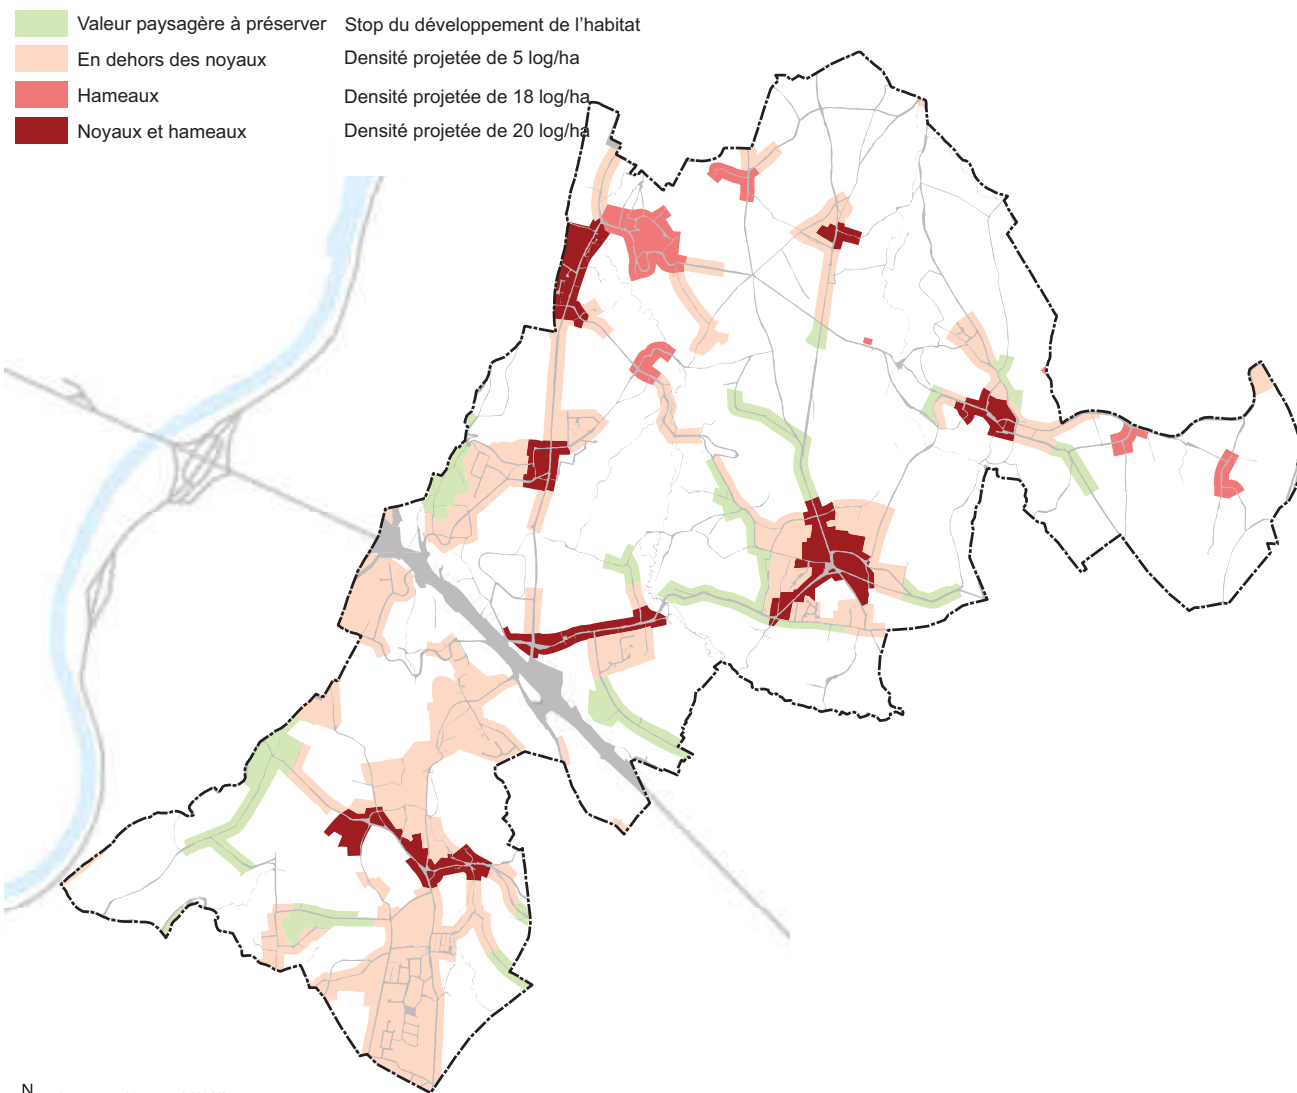 Valeur paysagère à préserver Stop du développement de l'habitat
En dehors des noyaux Densité projetée de 5 log/ha
Hameaux Densité projetée de 18 log/ha
Noyaux et hameaux Densité projetée de 20 log/ha
N